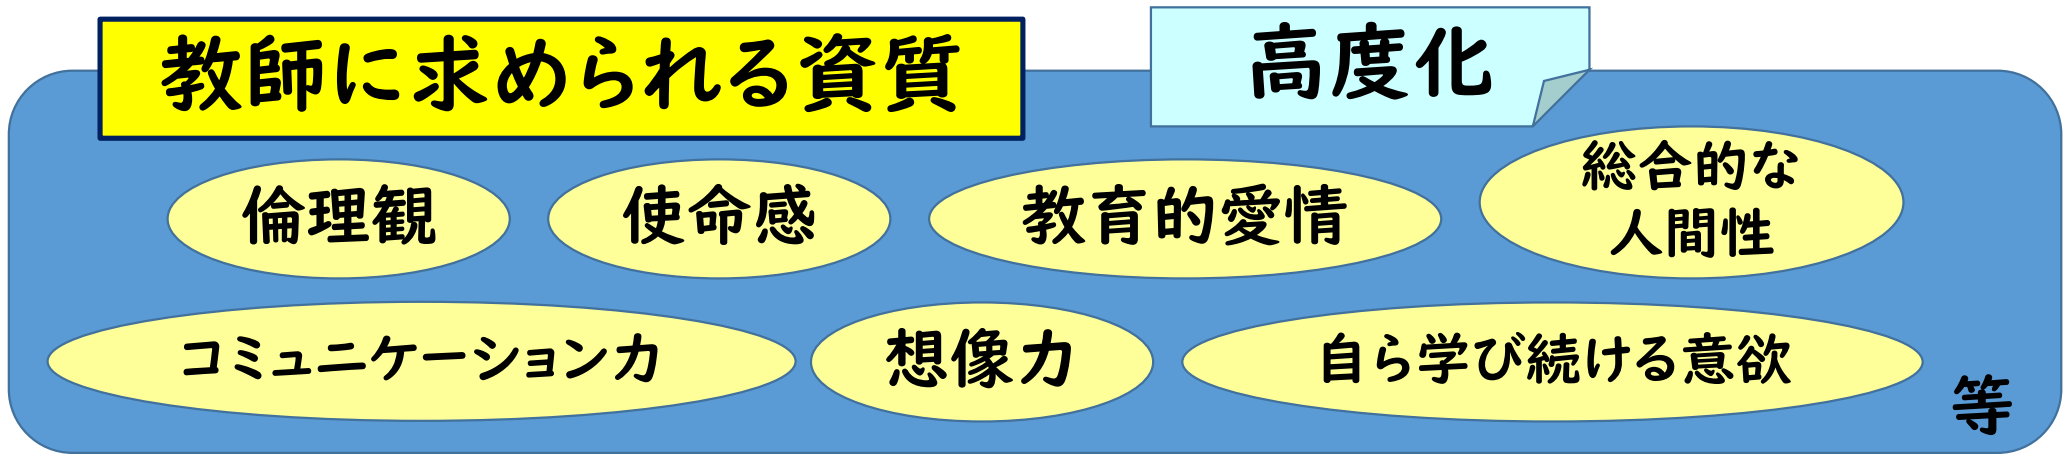 教師に求められる資質
高度化
倫理観
使命感
教育的愛情
総合的な
人間性
コミュニケーション力
想像力
自ら学び続ける意欲
等